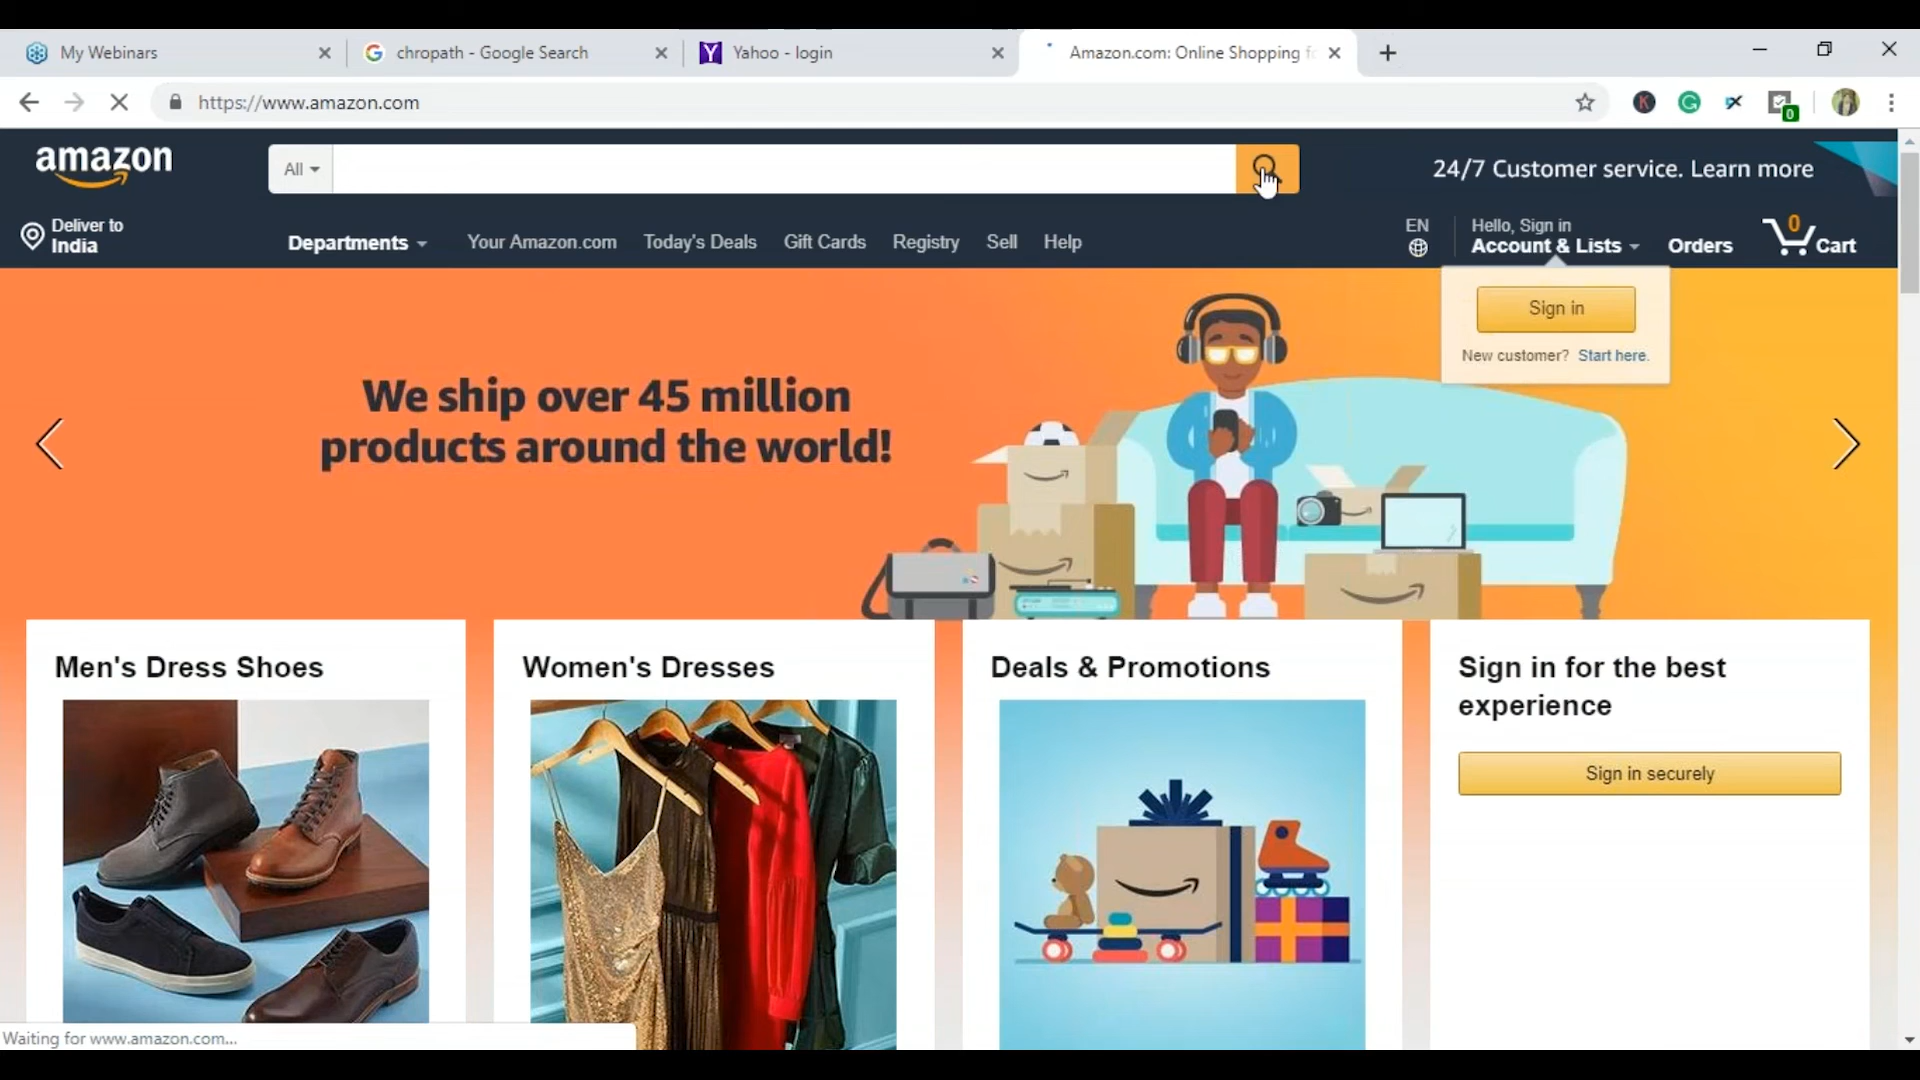 My Webinars
chropath - Google Search
Yahoo - login
Amazon.com: Online Shopping fo
https://www.amazon.com
0
amazon
All
24/7 Customer service. Learn more
Deliver to
India
Departments
Your Amazon.com
Today's Deals
Gift Cards
Registry
Sell
Help
EN
Hello, Sign in
Account & Lists
Orders
0
Cart
Sign in
New customer? Start here.
We ship over 45 million
products around the world!
Men's Dress Shoes
Women's Dresses
Deals & Promotions
Sign in for the best
experience
Sign in securely
Waiting for www.amazon.com...